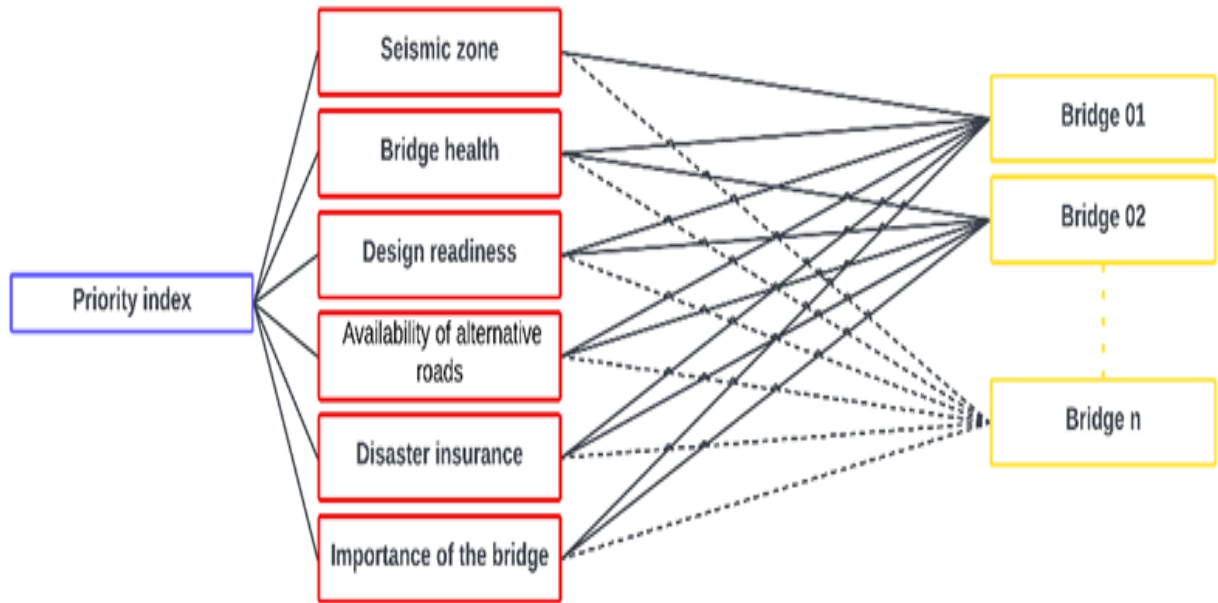 Seismic zone
Bridge health
Design readiness
Priority index
Availability of alternative
roads
Disaster insurance
Importance of the bridge
Bridge 01
Bridge 02
Bridge n